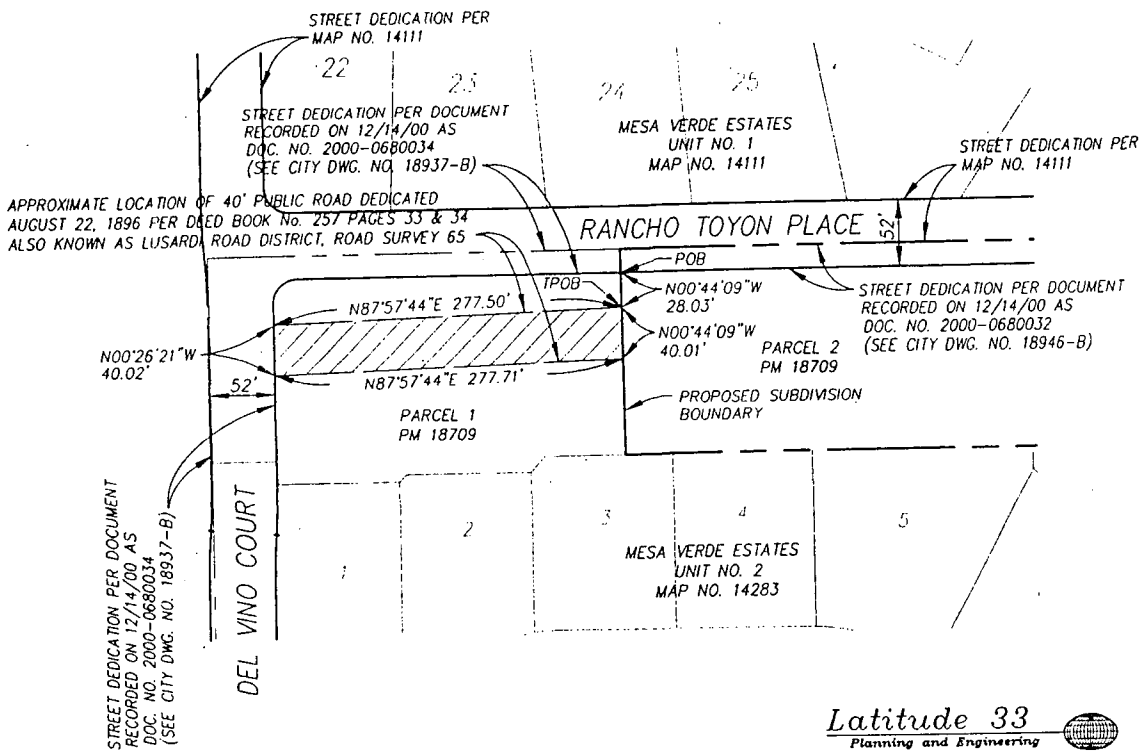 STREET DEDICATION PER
MAP NO. 14111
22
23
24
25
STREET DEDICATION PER DOCUMENT
RECORDED ON 12/14/00 AS
DOC. NO. 2000-0680034
(SEE CITY DWG. NO. 18937-B)
MESA VERDE ESTATES
UNIT NO. 1
MAP NO. 14111
STREET DEDICATION PER
MAP NO. 14111
APPROXIMATE LOCATION OF 40' PUBLIC ROAD DEDICATED
AUGUST 22, 1896 PER DEED BOOK No. 257 PAGES 33 & 34
ALSO KNOWN AS LUSARDI ROAD DISTRICT, ROAD SURVEY 65
RANCHO TOYON PLACE
52'
POB
TPOB
N00°44'09"W
28.03'
STREET DEDICATION PER DOCUMENT
RECORDED ON 12/14/00 AS
DOC. NO. 2000-0680032
(SEE CITY DWG. NO. 18946-B)
N87°57'44"E 277.50'
N00°44'09"W
40.01'
N00°26'21"W
40.02'
PARCEL 2
PM 18709
N87°57'44"E 277.71'
52'
PROPOSED SUBDIVISION
BOUNDARY
PARCEL 1
PM 18709
STREET DEDICATION PER DOCUMENT
RECORDED ON 12/14/00 AS
DOC. NO. 2000-0680034
(SEE CITY DWG. NO. 18937-B)
DEL VINO COURT
1
2
3
4
5
MESA VERDE ESTATES
UNIT NO. 2
MAP NO. 14283
Latitude 33
Planning and Engineering